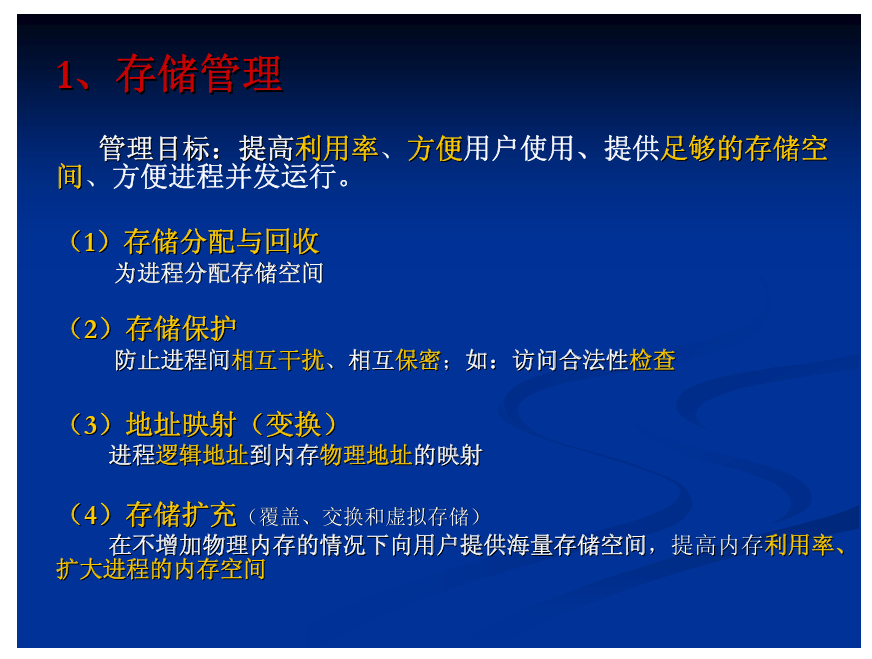 1、存储管理
管理目标：提高利用率、方便用户使用、提供足够的存储空
间、方便进程并发运行。
（1）存储分配与回收
为进程分配存储空间
（2）存储保护
防止进程间相互干扰、相互保密；如：访问合法性检查
（3）地址映射（变换）
进程逻辑地址到内存物理地址的映射
（4）存储扩充（覆盖、交换和虚拟存储）
在不增加物理内存的情况下向用户提供海量存储空间，提高内存利用率、
扩大进程的内存空间